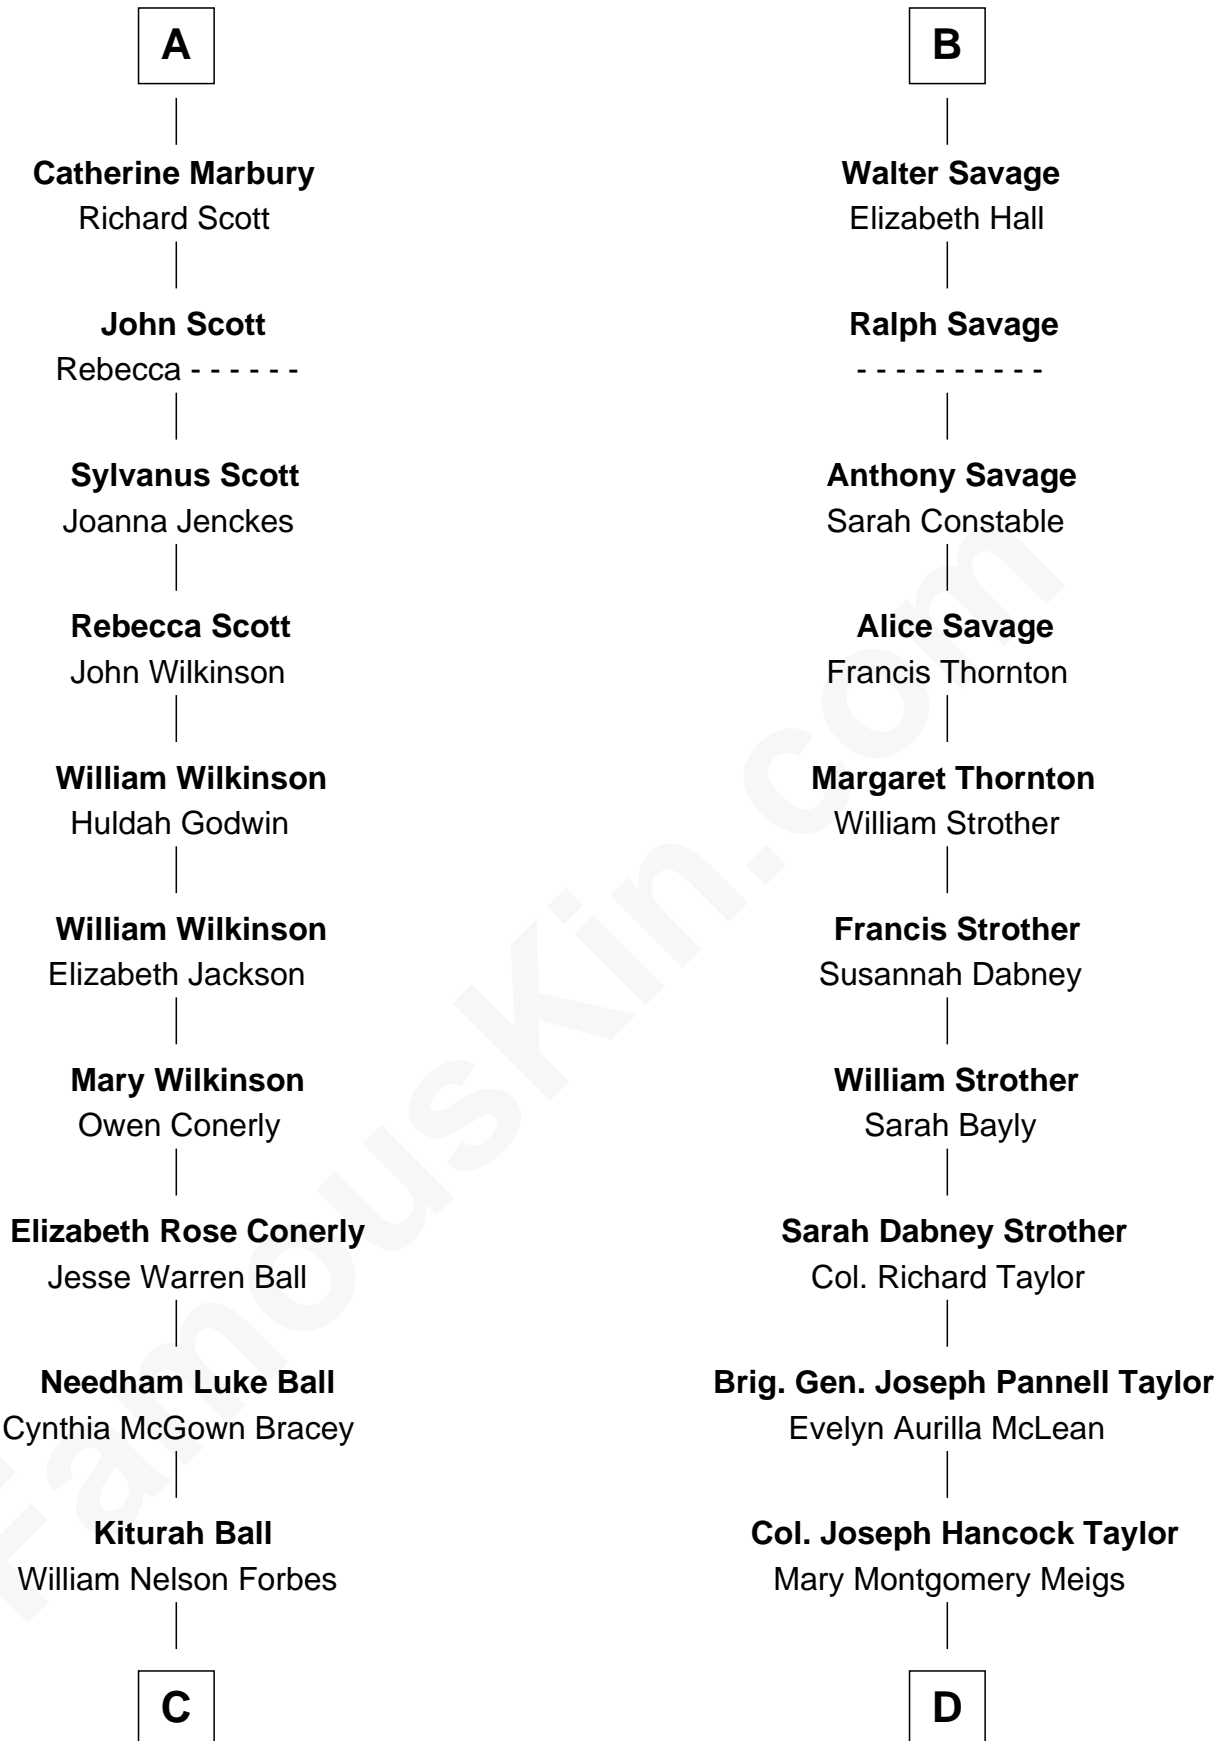 A
Catherine Marbury
Richard Scott
John Scott
Rebecca - - - - - -
Sylvanus Scott
Joanna Jenckes
Rebecca Scott
John Wilkinson
William Wilkinson
Huldah Godwin
William Wilkinson
Elizabeth Jackson
Mary Wilkinson
Owen Conerly
Elizabeth Rose Conerly
Jesse Warren Ball
Needham Luke Ball
Cynthia McGown Bracey
Kiturah Ball
William Nelson Forbes
C
B
Walter Savage
Elizabeth Hall
Ralph Savage
- - - - - - - - - -
Anthony Savage
Sarah Constable
Alice Savage
Francis Thornton
Margaret Thornton
William Strother
Francis Strother
Susannah Dabney
William Strother
Sarah Bayly
Sarah Dabney Strother
Col. Richard Taylor
Brig. Gen. Joseph Pannell Taylor
Evelyn Aurilla McLean
Col. Joseph Hancock Taylor
Mary Montgomery Meigs
D
FamousKin.com